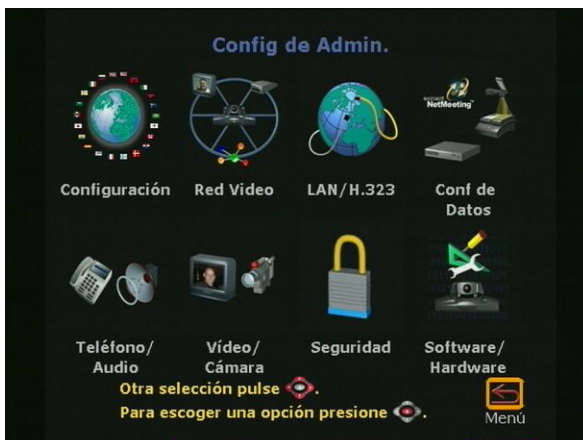 Config de Admin.
NetMeeting
Configuración Red Video LAN/H.323 Conf de
Datos
Teléfono/ Vídeo/ Seguridad Software/
Audio Cámara Hardware
Otra selección pulse .
Para escoger una opción presione .
Menú